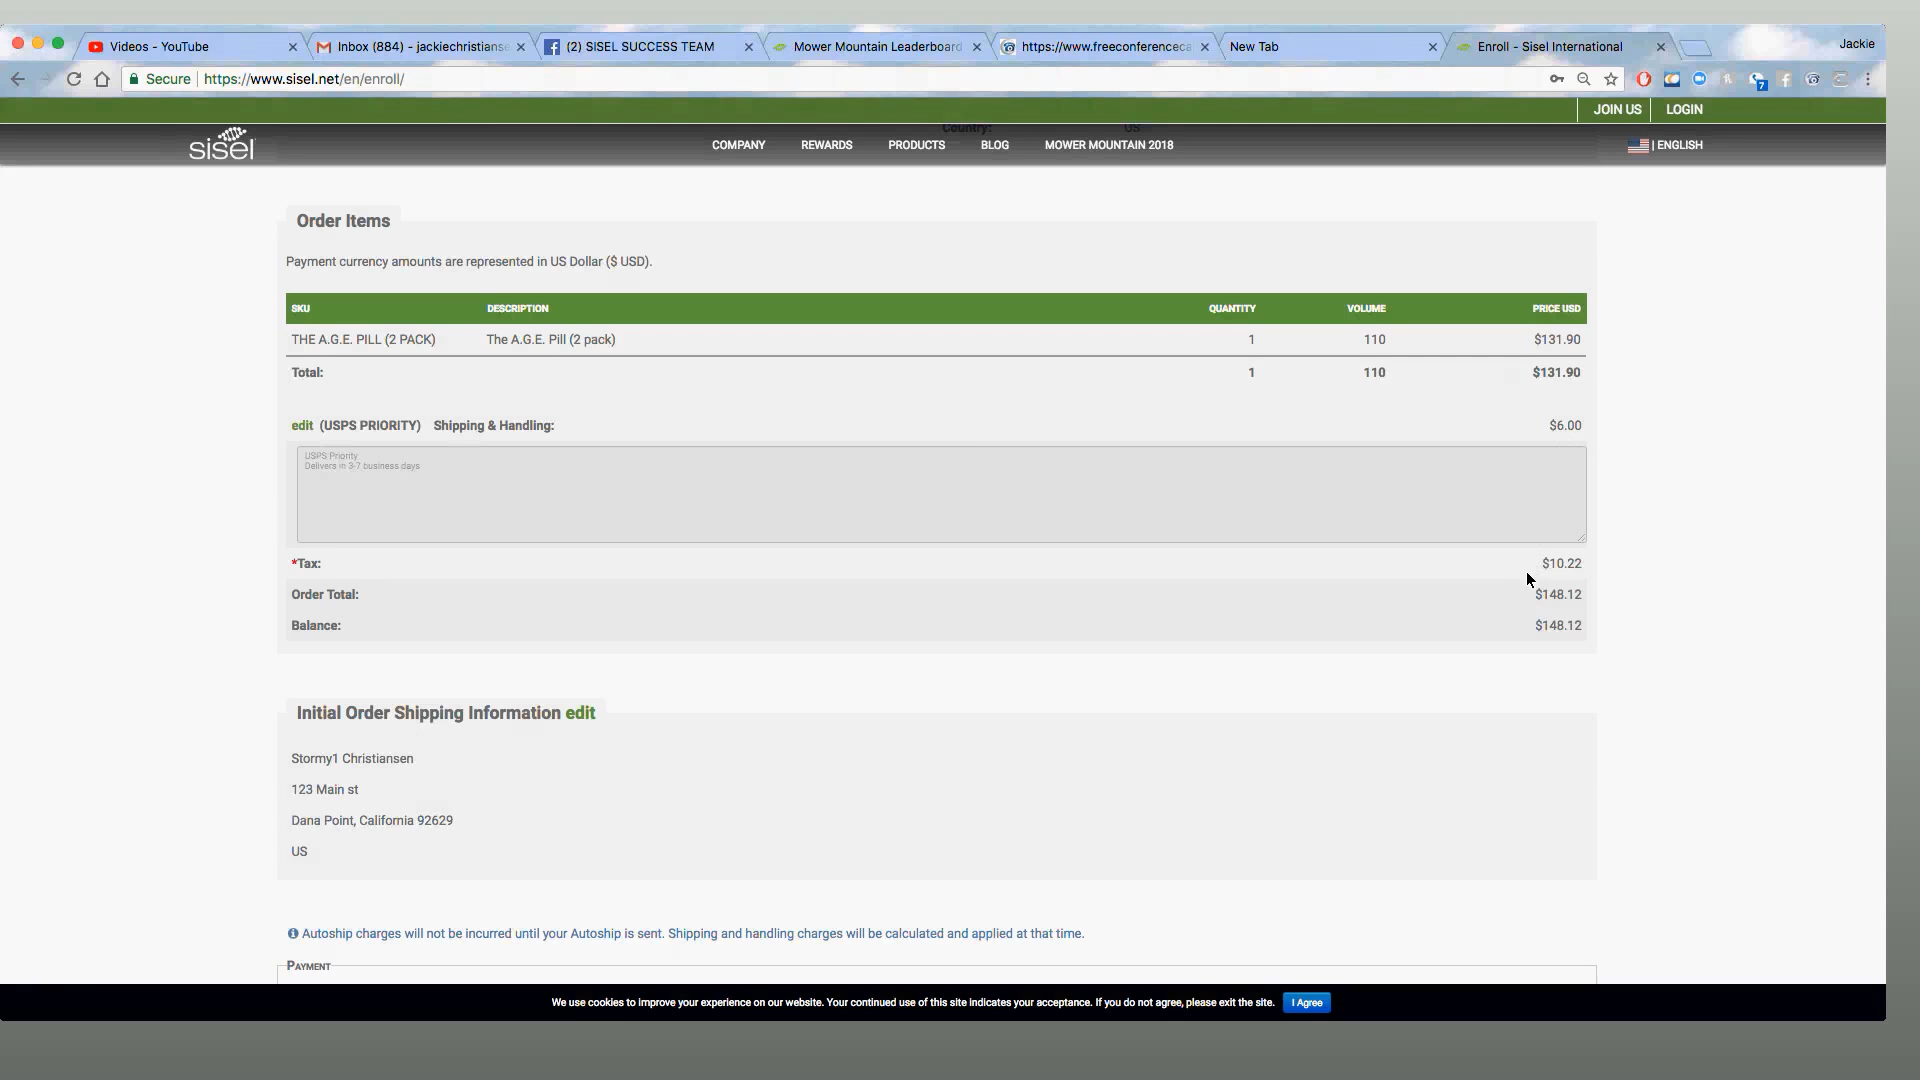 Videos - YouTube
Inbox (884) - jackiechristianse
(2) SISEL SUCCESS TEAM
Mower Mountain Leaderboard
https://www.freeconferenceca
New Tab
Enroll - Sisel International
Jackie
Secure
https://www.sisel.net/en/enroll/
7
JOIN US
LOGIN
Country:
US
sisel
COMPANY
REWARDS
PRODUCTS
BLOG
MOWER MOUNTAIN 2018
| ENGLISH
Order Items
Payment currency amounts are represented in US Dollar ($ USD).
SKU DESCRIPTION QUANTITY VOLUME PRICE USD
THE A.G.E. PILL (2 PACK) The A.G.E. Pill (2 pack) 1 110 $131.90
Total: 1 110 $131.90
edit (USPS PRIORITY) Shipping & Handling: $6.00
USPS Priority
Delivers in 3-7 business days
*Tax: $10.22
Order Total: $148.12
Balance: $148.12
Initial Order Shipping Information edit
Stormy1 Christiansen
123 Main st
Dana Point, California 92629
US
Autoship charges will not be incurred until your Autoship is sent. Shipping and handling charges will be calculated and applied at that time.
PAYMENT
We use cookies to improve your experience on our website. Your continued use of this site indicates your acceptance. If you do not agree, please exit the site.
I Agree